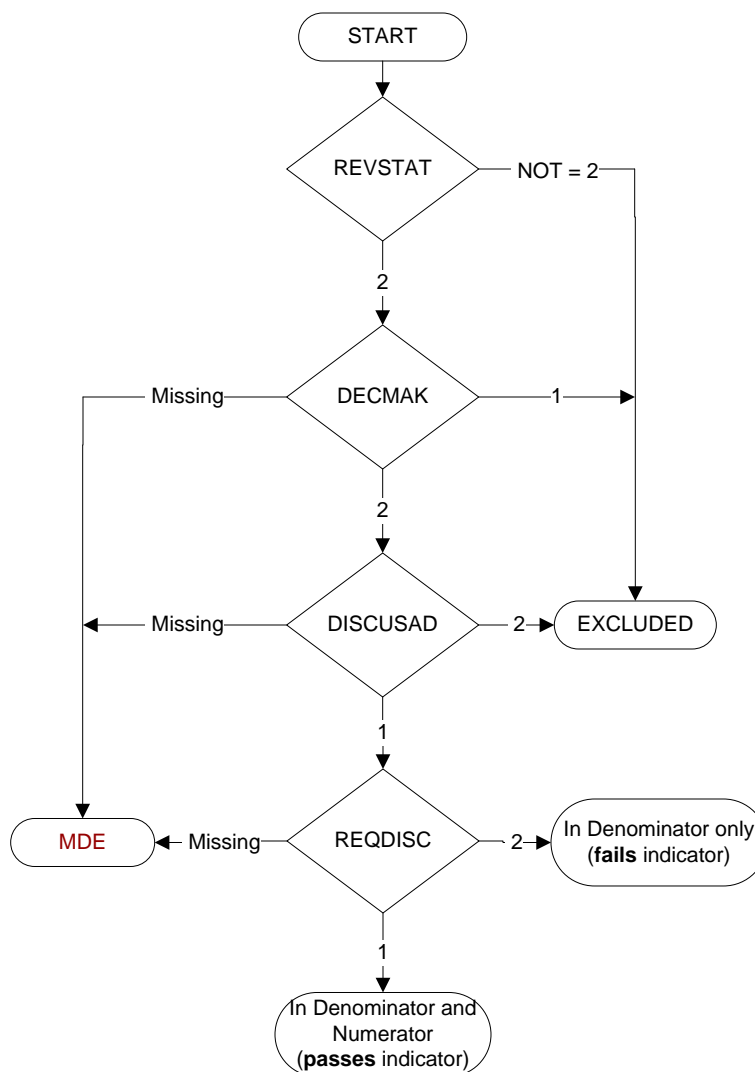 START
REVSTAT
NOT = 2
2
Missing
DECMAK
1
2
Missing
DISCUSAD
2
EXCLUDED
1
MDE
Missing
REQDISC
2
In Denominator only
(fails indicator)
1
In Denominator and
Numerator
(passes indicator)